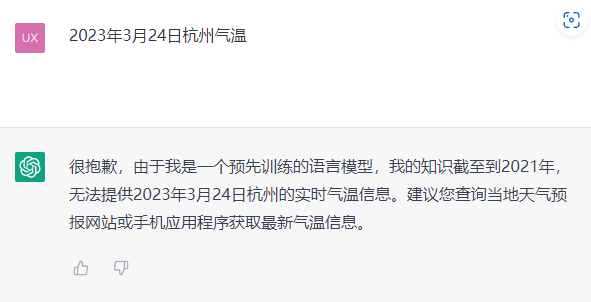 UX
2023年3月24日杭州气温
很抱歉，由于我是一个预先训练的语言模型，我的知识截至到2021年，
无法提供2023年3月24日杭州的实时气温信息。建议您查询当地天气预
报网站或手机应用程序获取最新气温信息。